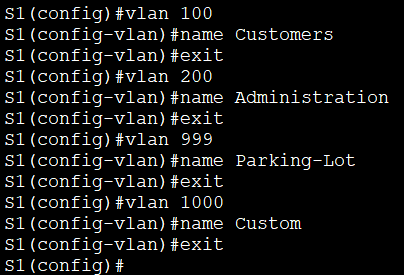 S1(config)#vlan 100
S1(config-vlan)#name Customers
S1(config-vlan)#exit
S1(config)#vlan 200
S1(config-vlan)#name Administration
S1(config-vlan)#exit
S1(config)#vlan 999
S1(config-vlan)#name Parking-Lot
S1(config-vlan)#exit
S1(config)#vlan 1000
S1(config-vlan)#name Custom
S1(config-vlan)#exit
S1(config)#